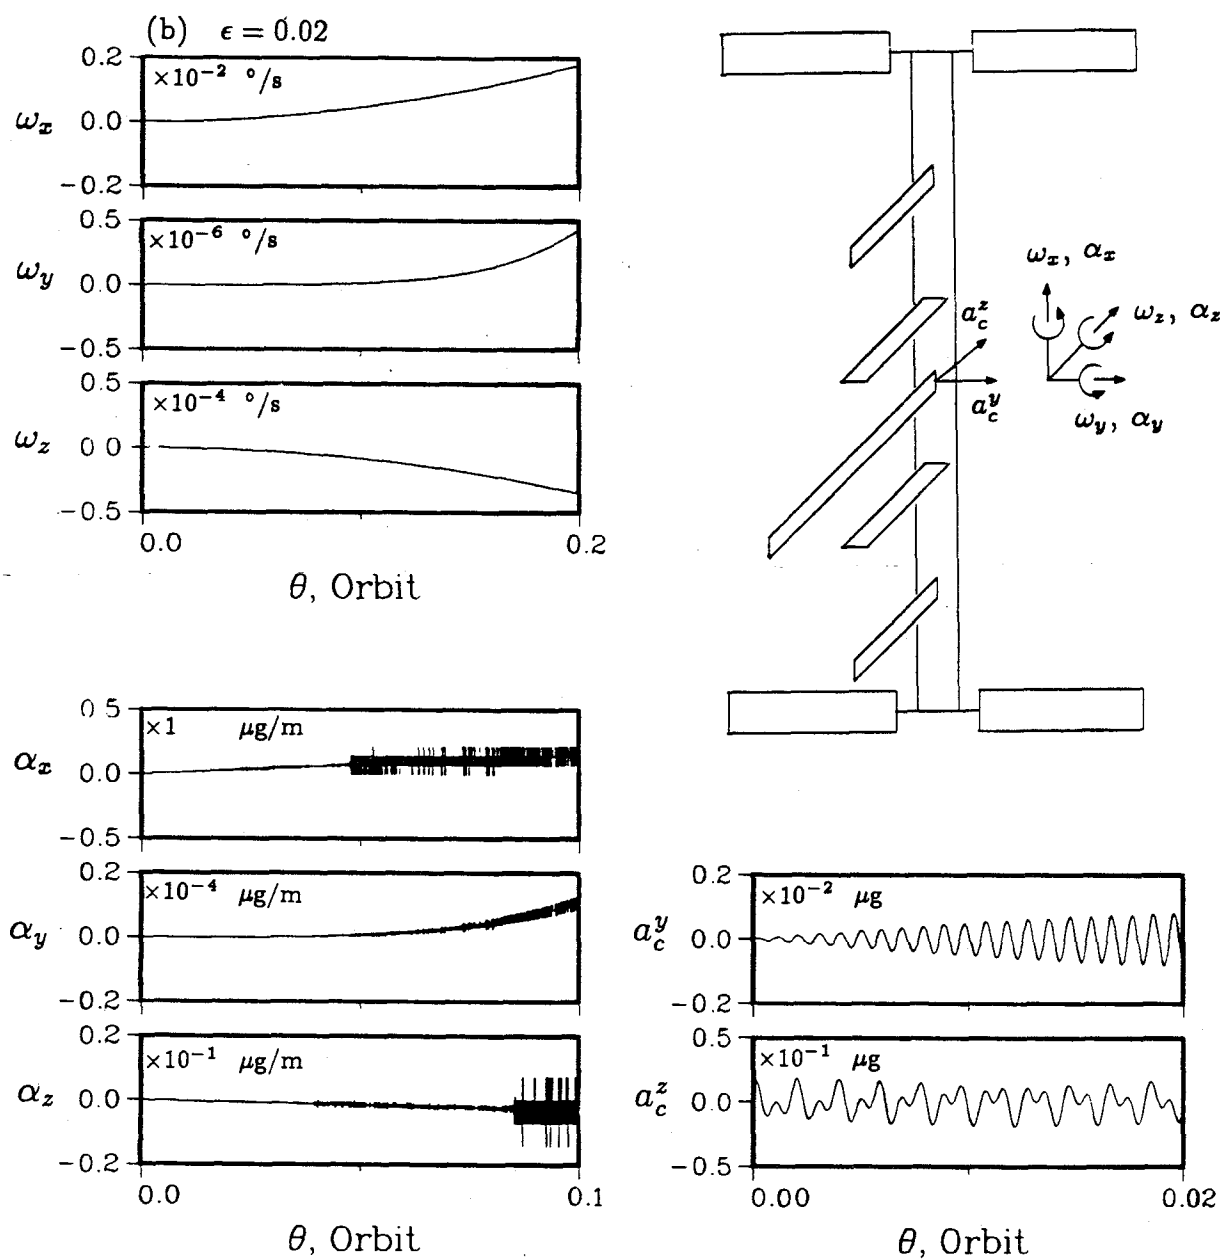 (b) ϵ = 0.02
0.2
×10⁻² °/s
ωₓ 0.0
−0.2
0.5
×10⁻⁶ °/s
ω_y 0.0
−0.5
0.5
×10⁻⁴ °/s
ω_z 0.0
−0.5
0.0 0.2
θ, Orbit
a_c^z
a_c^y
ωₓ, αₓ
ω_z, α_z
ω_y, α_y
0.5
×1 μg/m
αₓ 0.0
−0.5
0.2
×10⁻⁴ μg/m
α_y 0.0
−0.2
0.2
×10⁻¹ μg/m
α_z 0.0
−0.2
0.0 0.1
θ, Orbit
0.2
×10⁻² μg
a_c^y 0.0
−0.2
0.5
×10⁻¹ μg
a_c^z 0.0
−0.5
0.00 0.02
θ, Orbit